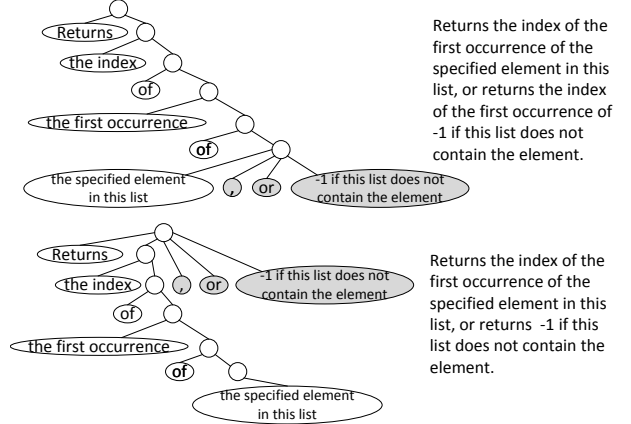 Returns
the index
of
the first occurrence
of
the specified element
in this list
,
or
-1 if this list does not
contain the element
Returns the index of the
first occurrence of the
specified element in this
list, or returns the index
of the first occurrence of
-1 if this list does not
contain the element.
Returns
the index
,
or
-1 if this list does not
contain the element
of
the first occurrence
of
the specified element
in this list
Returns the index of the
first occurrence of the
specified element in this
list, or returns  -1 if this
list does not contain the
element.